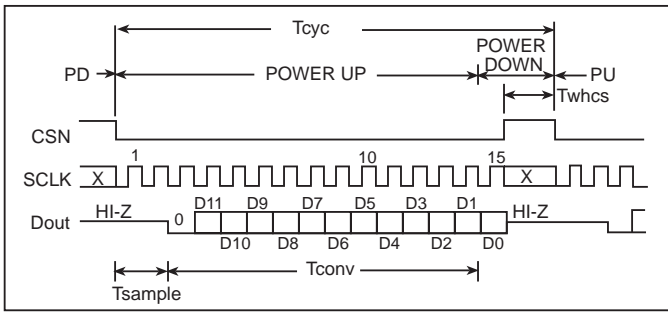 Tcyc
POWER
DOWN
PD
POWER UP
PU
Twhcs
CSN
1
10
15
SCLK
X
X
D11
D9
D7
D5
D3
D1
HI-Z
HI-Z
Dout
0
D10
D8
D6
D4
D2
D0
Tconv
Tsample